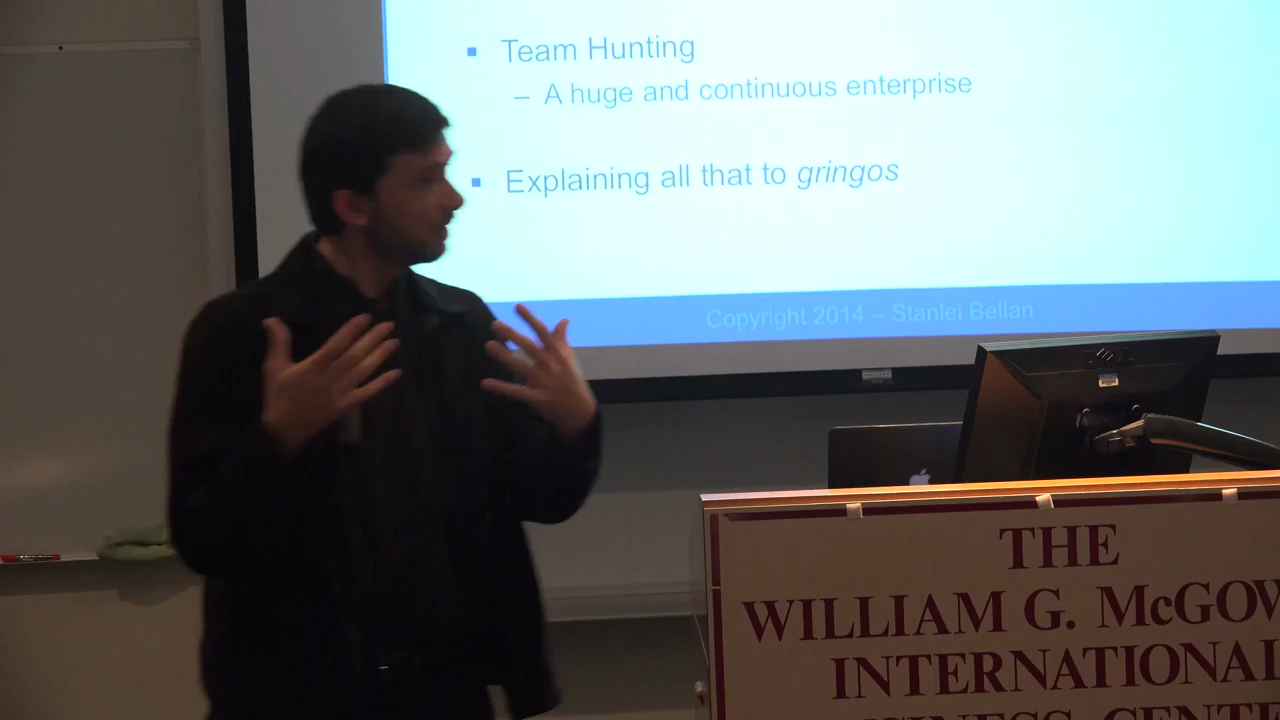 Team Hunting
– A huge and continuous enterprise
Explaining all that to gringos
Copyright 2014 – Stanlei Bellan
THE
WILLIAM G. McGOW
INTERNATIONAL